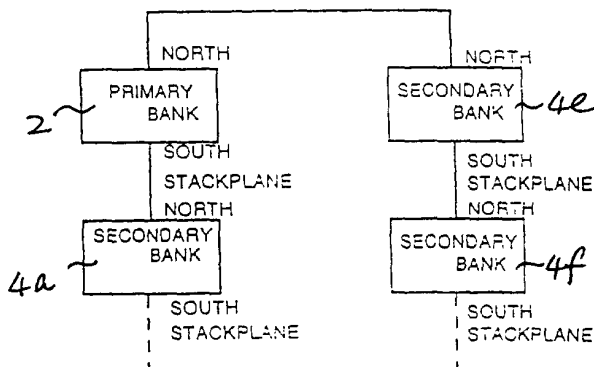 NORTH
PRIMARY
BANK
2
SOUTH
STACKPLANE
NORTH
SECONDARY
BANK
4a
SOUTH
STACKPLANE
NORTH
SECONDARY
BANK
4e
SOUTH
STACKPLANE
NORTH
SECONDARY
BANK
4f
SOUTH
STACKPLANE